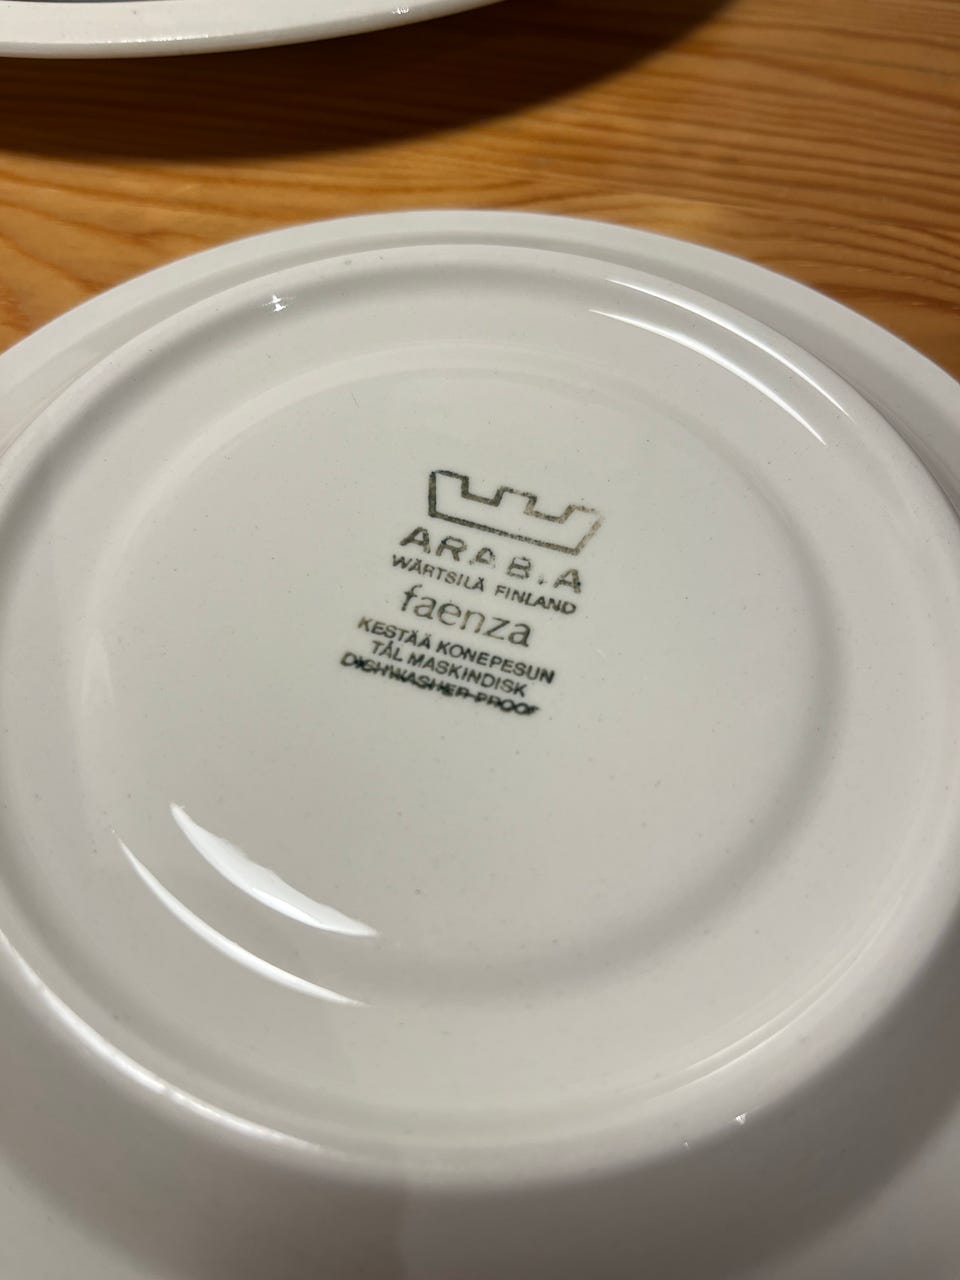 ARABIA
WÄRTSILÄ FINLAND
faenza
KESTÄÄ KONEPESUN
TÅL MASKINDISK
DISHWASHER PROOF